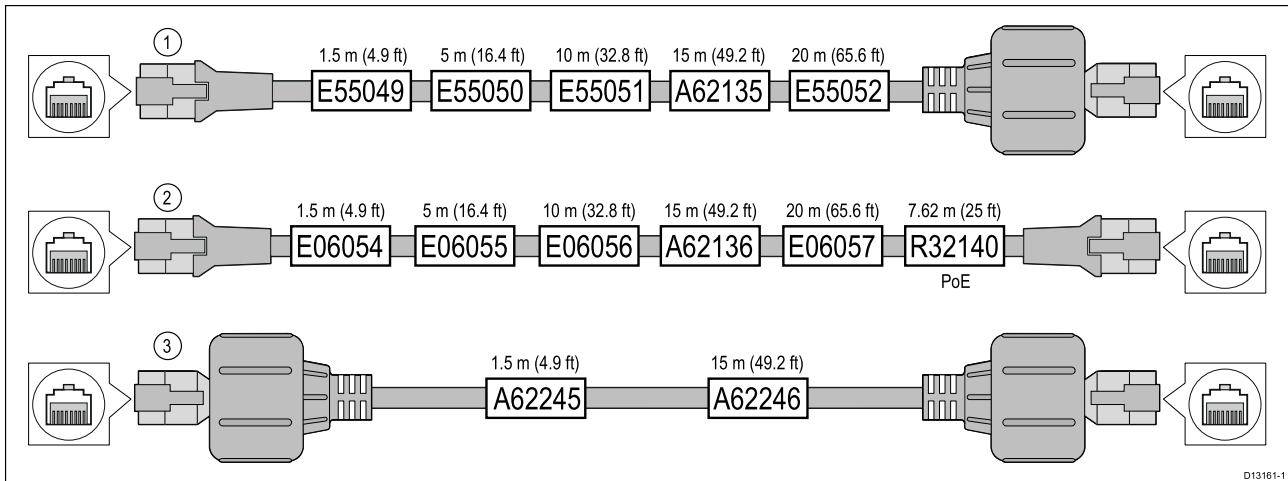 1
1.5 m (4.9 ft) 5 m (16.4 ft) 10 m (32.8 ft) 15 m (49.2 ft) 20 m (65.6 ft)
E55049 E55050 E55051 A62135 E55052
2
1.5 m (4.9 ft) 5 m (16.4 ft) 10 m (32.8 ft) 15 m (49.2 ft) 20 m (65.6 ft) 7.62 m (25 ft)
E06054 E06055 E06056 A62136 E06057 R32140
PoE
3
1.5 m (4.9 ft) 15 m (49.2 ft)
A62245 A62246
D13161-1